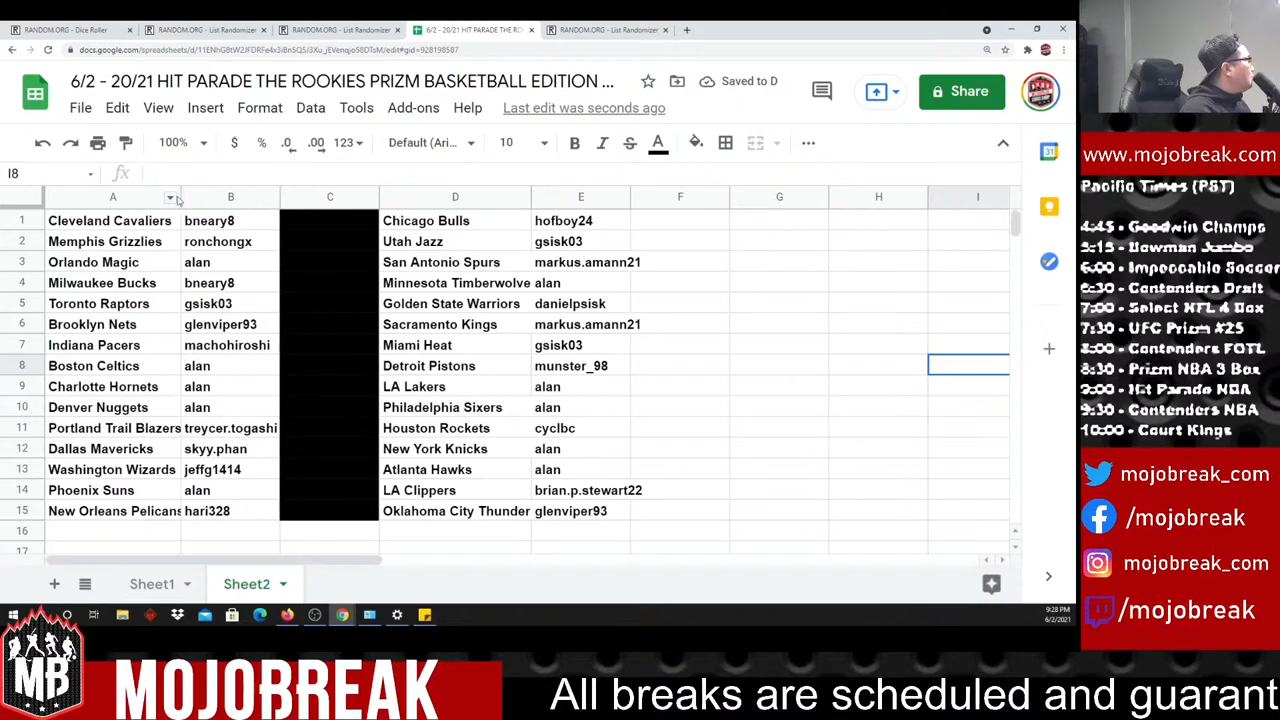 RANDOM.ORG - Dice Roller
RANDOM.ORG - List Randomizer
RANDOM.ORG - List Randomizer
6/2 - 20/21 HIT PARADE THE RO
RANDOM.ORG - List Randomizer
6/2 - 20/21 HIT PARADE THE ROOKIES PRIZM BASKETBALL EDITION ...
Saved to D
File Edit View Insert Format Data Tools Add-ons Help Last edit was seconds ago
Share
100% $ % .0 .00 123 Default (Ari... 10 B I S A
I8 fx
A B C D E F G H I
1 Cleveland Cavaliers bneary8 Chicago Bulls hofboy24
2 Memphis Grizzlies ronchongx Utah Jazz gsisk03
3 Orlando Magic alan San Antonio Spurs markus.amann21
4 Milwaukee Bucks bneary8 Minnesota Timberwolve alan
5 Toronto Raptors gsisk03 Golden State Warriors danielpsisk
6 Brooklyn Nets glenviper93 Sacramento Kings markus.amann21
7 Indiana Pacers machohiroshi Miami Heat gsisk03
8 Boston Celtics alan Detroit Pistons munster_98
9 Charlotte Hornets alan LA Lakers alan
10 Denver Nuggets alan Philadelphia Sixers alan
11 Portland Trail Blazers treycer.togashi Houston Rockets cyclbc
12 Dallas Mavericks skyy.phan New York Knicks alan
13 Washington Wizards jeffg1414 Atlanta Hawks alan
14 Phoenix Suns alan LA Clippers brian.p.stewart22
15 New Orleans Pelicans hari328 Oklahoma City Thunder glenviper93
16
17
Sheet1 Sheet2
9:28 PM
6/2/2021
www.mojobreak.com
Pacific Times (PST)
4:45 - Goodwin Champs
5:15 - Bowman Jumbo
6:00 - Impeccable Soccer
6:30 - Contenders Draft
7:00 - Select NFL 4 Box
7:30 - UFC Prizm #25
8:00 - Contenders FOTL
8:30 - Prizm NBA 3 Box
9:00 - Hit Parade NBA
9:30 - Contenders NBA
10:00 - Court Kings
mojobreak_com
/mojobreak
mojobreak_com
/mojobreak
MB
MOJOBREAK
All breaks are scheduled and guarant